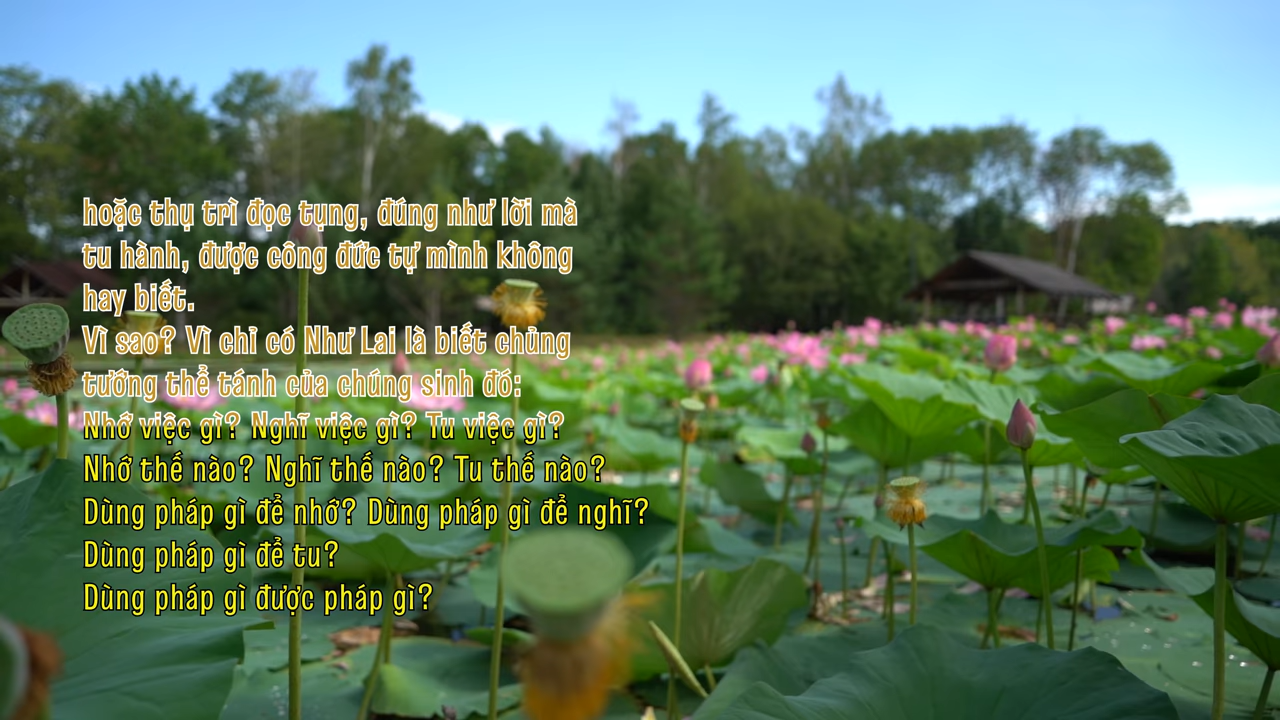 hoặc thụ trì đọc tụng, đúng như lời mà
tu hành, được công đức tự mình không
hay biết.
Vì sao? Vì chỉ có Như Lai là biết chủng
tướng thể tánh của chúng sinh đó:
Nhớ việc gì? Nghĩ việc gì? Tu việc gì?
Nhớ thế nào? Nghĩ thế nào? Tu thế nào?
Dùng pháp gì để nhớ? Dùng pháp gì để nghĩ?
Dùng pháp gì để tu?
Dùng pháp gì được pháp gì?